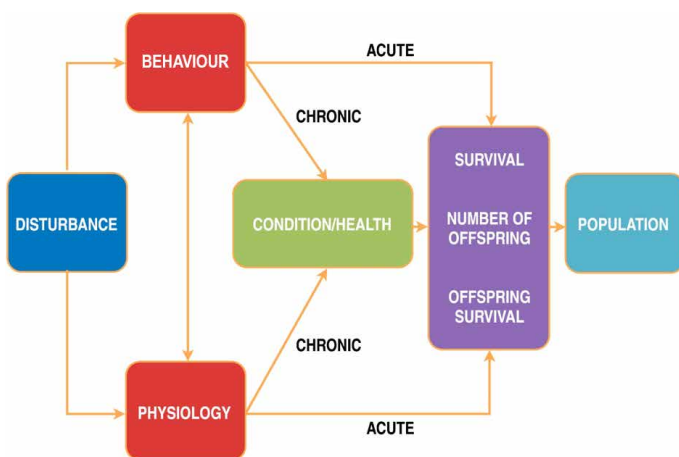 BEHAVIOUR
ACUTE
CHRONIC
SURVIVAL
DISTURBANCE
CONDITION/HEALTH
NUMBER OF
OFFSPRING
POPULATION
OFFSPRING
SURVIVAL
CHRONIC
PHYSIOLOGY
ACUTE